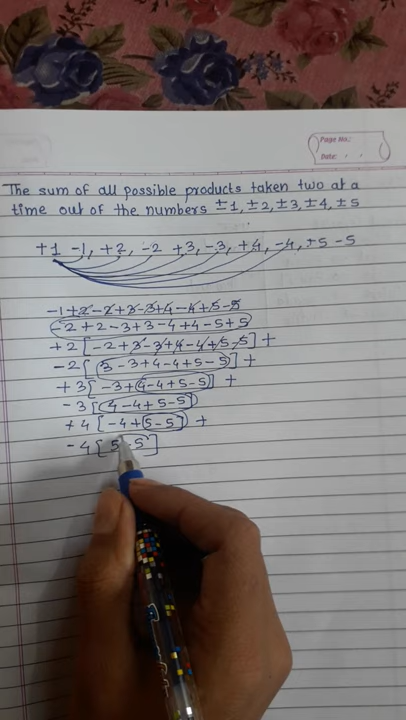 Page No.:
Date:
The sum of all possible products taken two at a
time out of the numbers ±1, ±2, ±3, ±4, ±5
+1 -1, +2, -2 +3, -3, +4, -4, +5 -5
-1+2-2+3-3+4-4+5-5
-2+2-3+3-4+4-5+5
+2[-2+3-3+4-4+5-5]+
-2[3-3+4-4+5-5]+
+3[-3+4-4+5-5]+
-3[4-4+5-5]
+4[-4+5-5]+
-4[5-5]